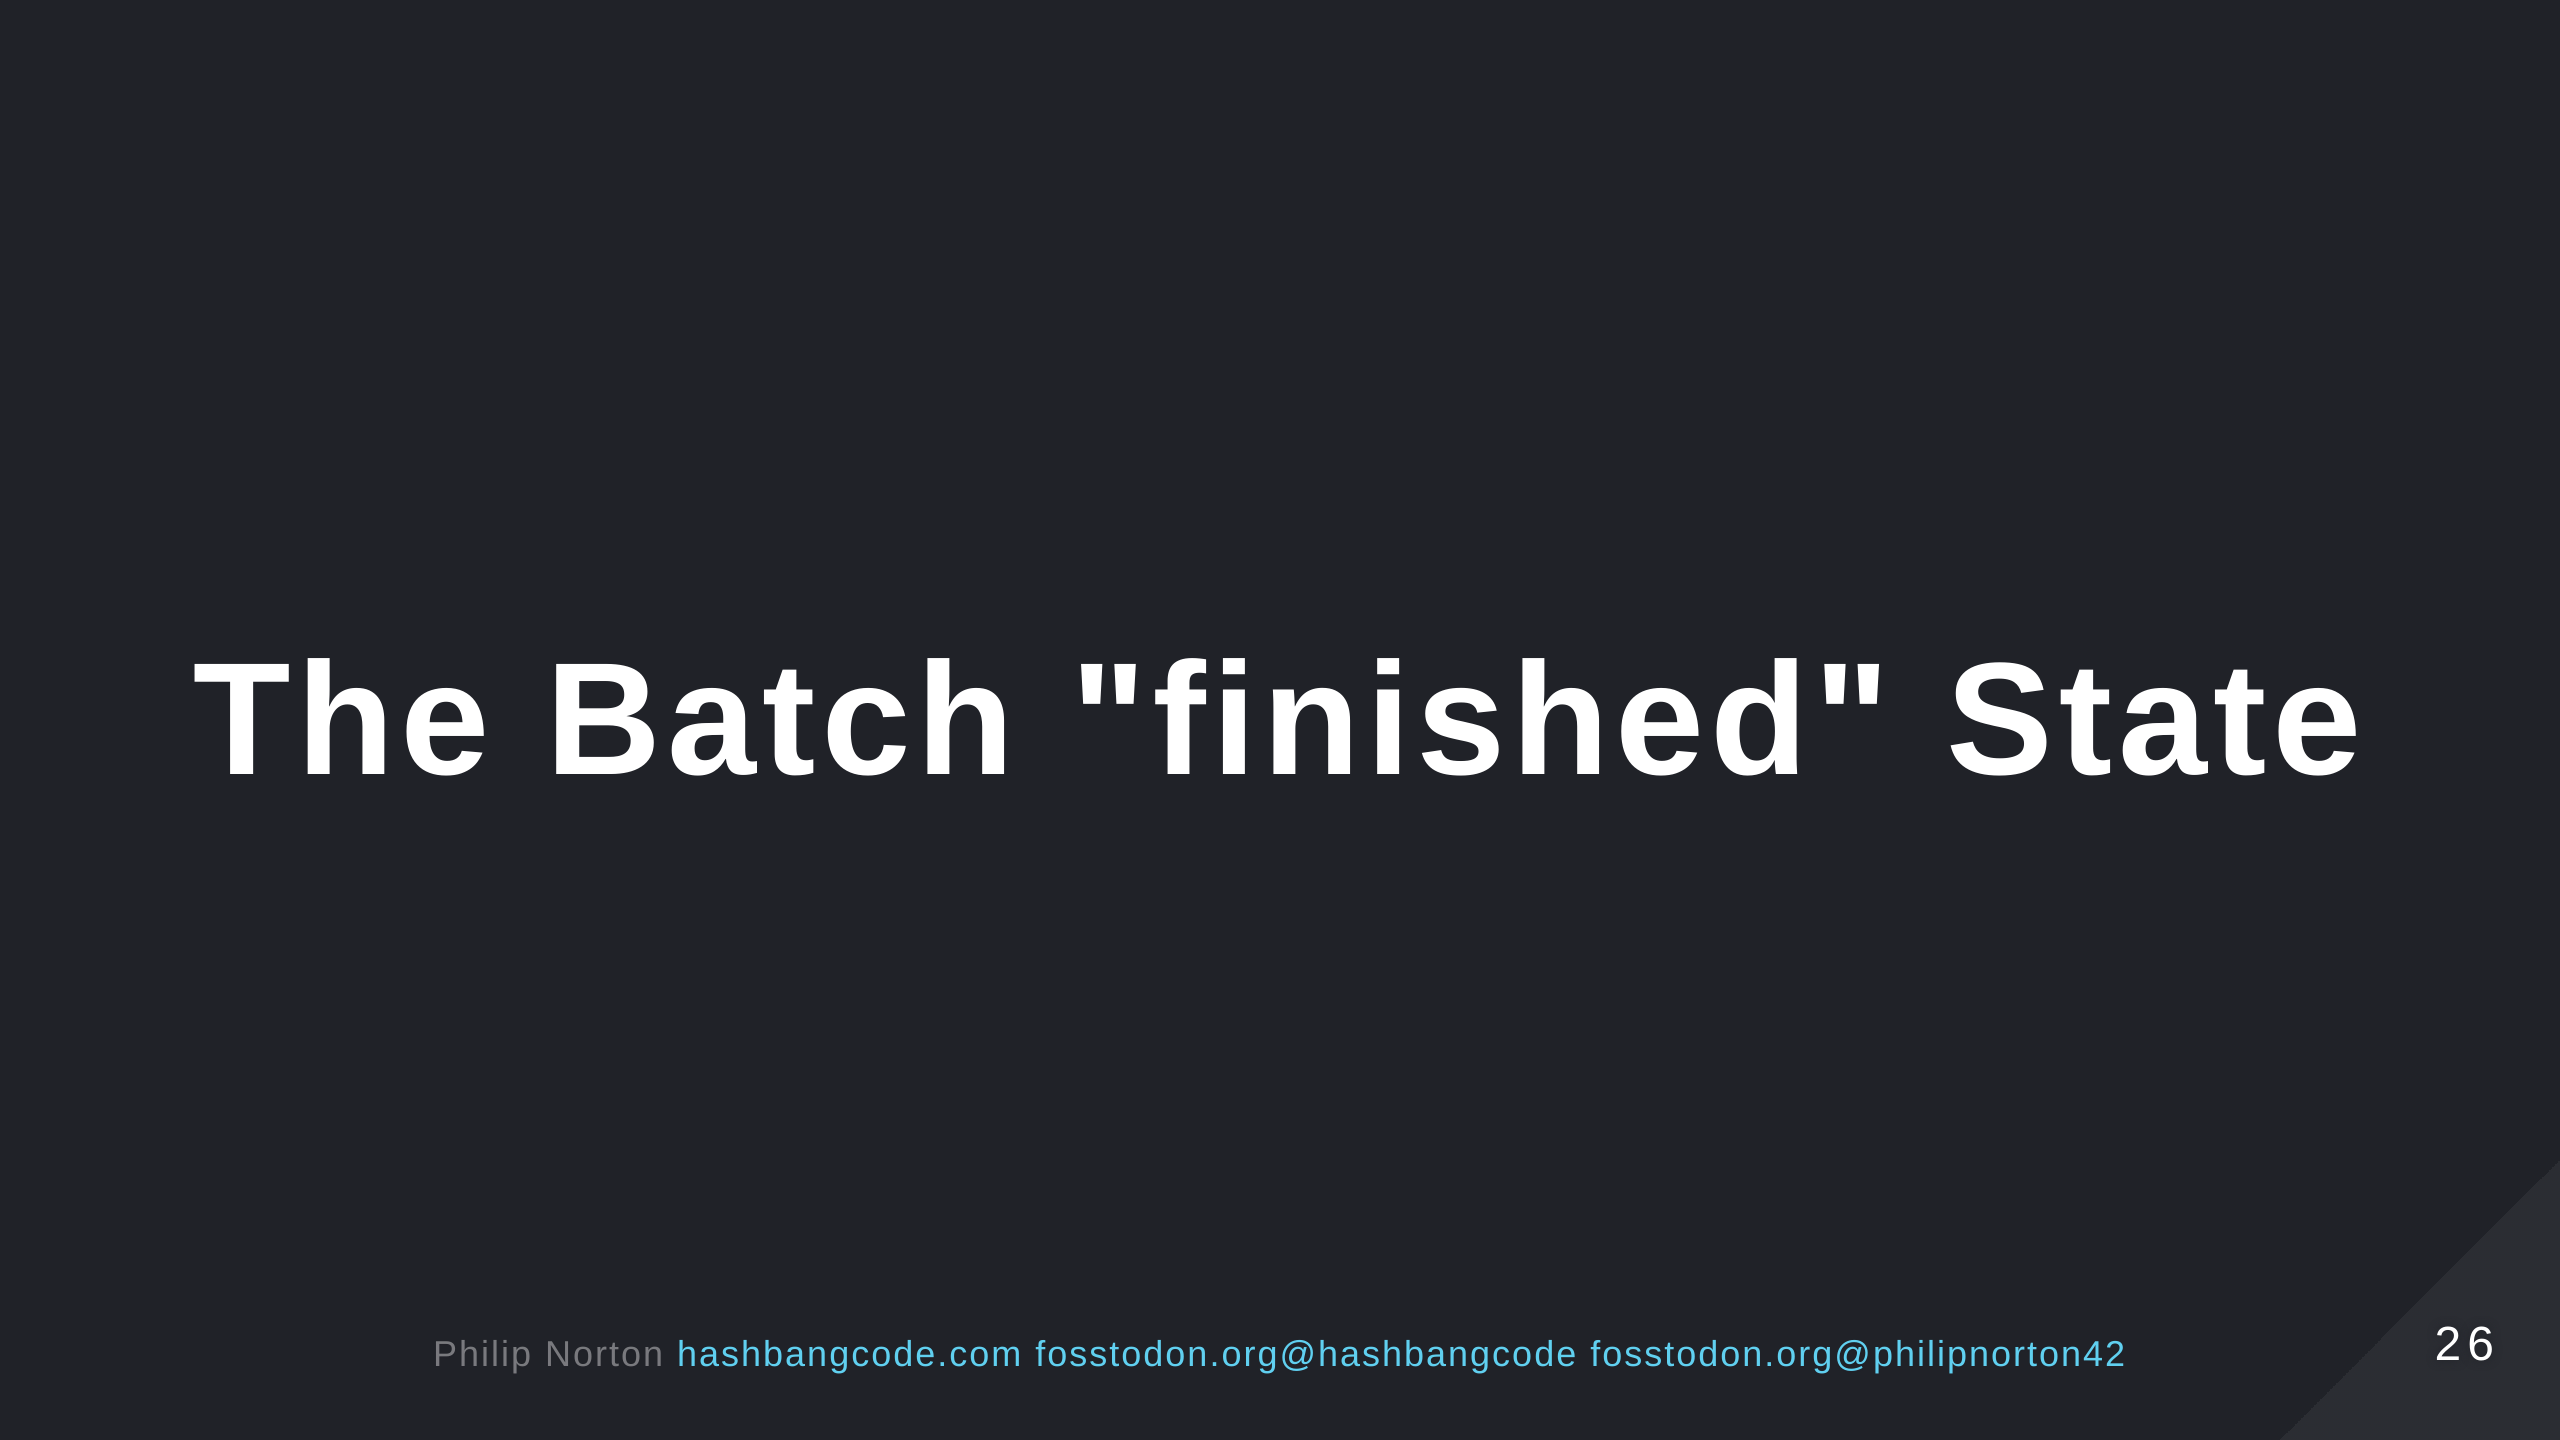 The Batch "finished" State
Philip Norton hashbangcode.com fosstodon.org@hashbangcode fosstodon.org@philipnorton42
26